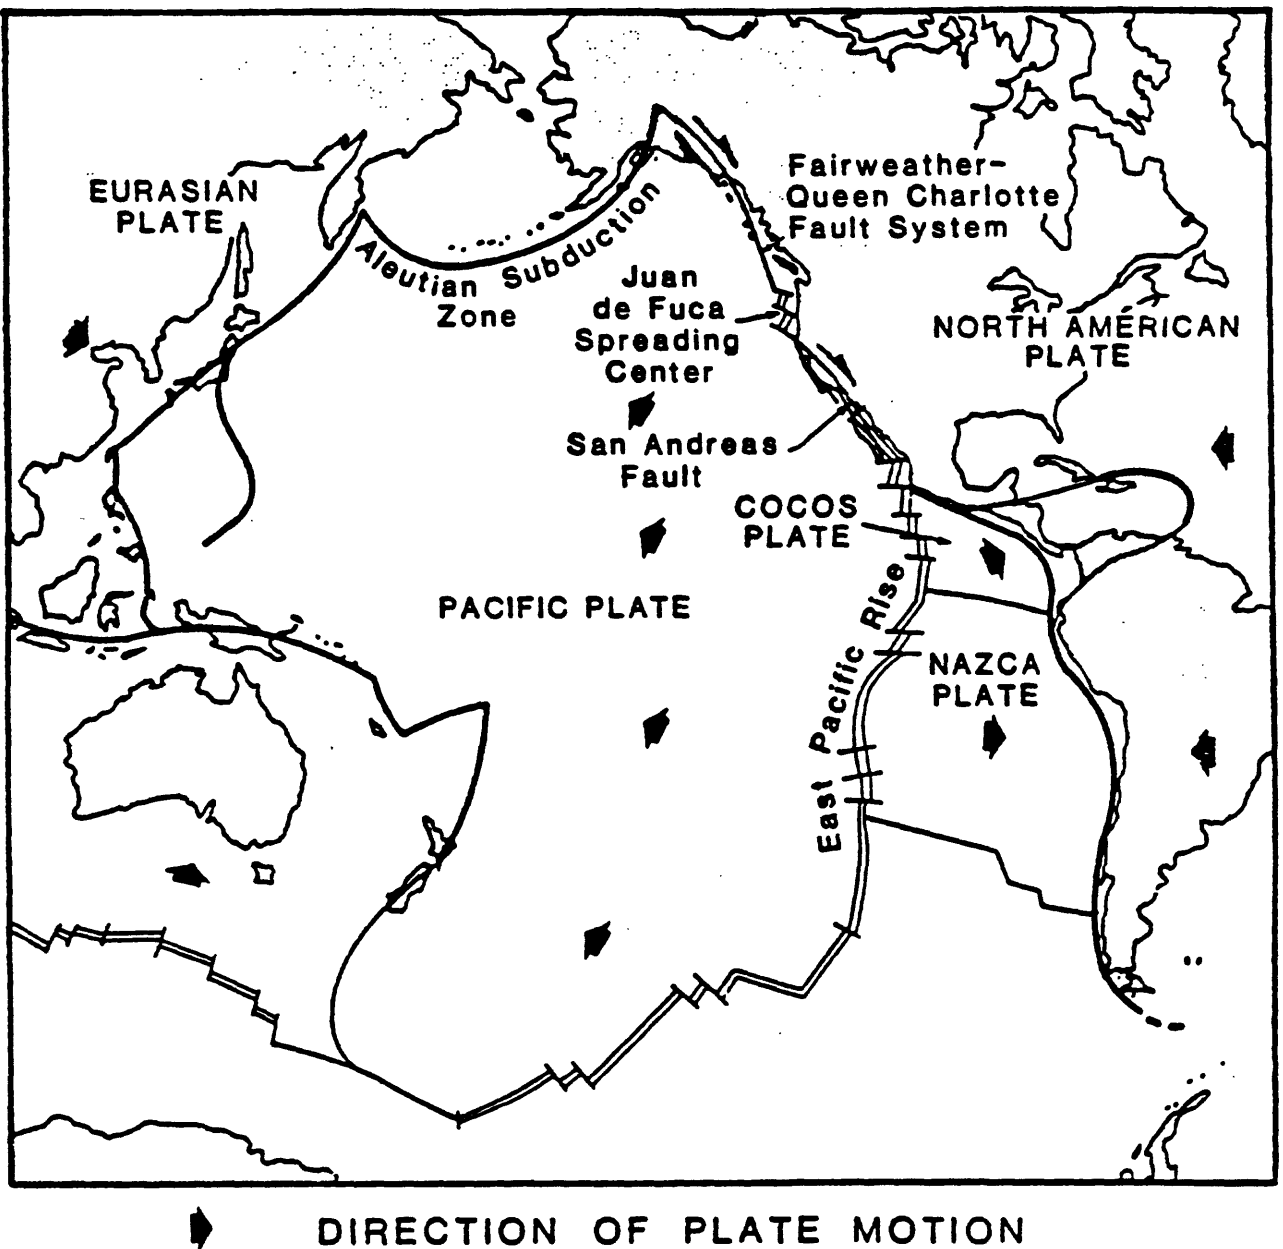 EURASIAN
PLATE
Aleutian Subduction
Zone
Fairweather-
Queen Charlotte
Fault System
Juan
de Fuca
Spreading
Center
NORTH AMERICAN
PLATE
San Andreas
Fault
COCOS
PLATE
PACIFIC PLATE
East Pacific Rise
NAZCA
PLATE
DIRECTION OF PLATE MOTION